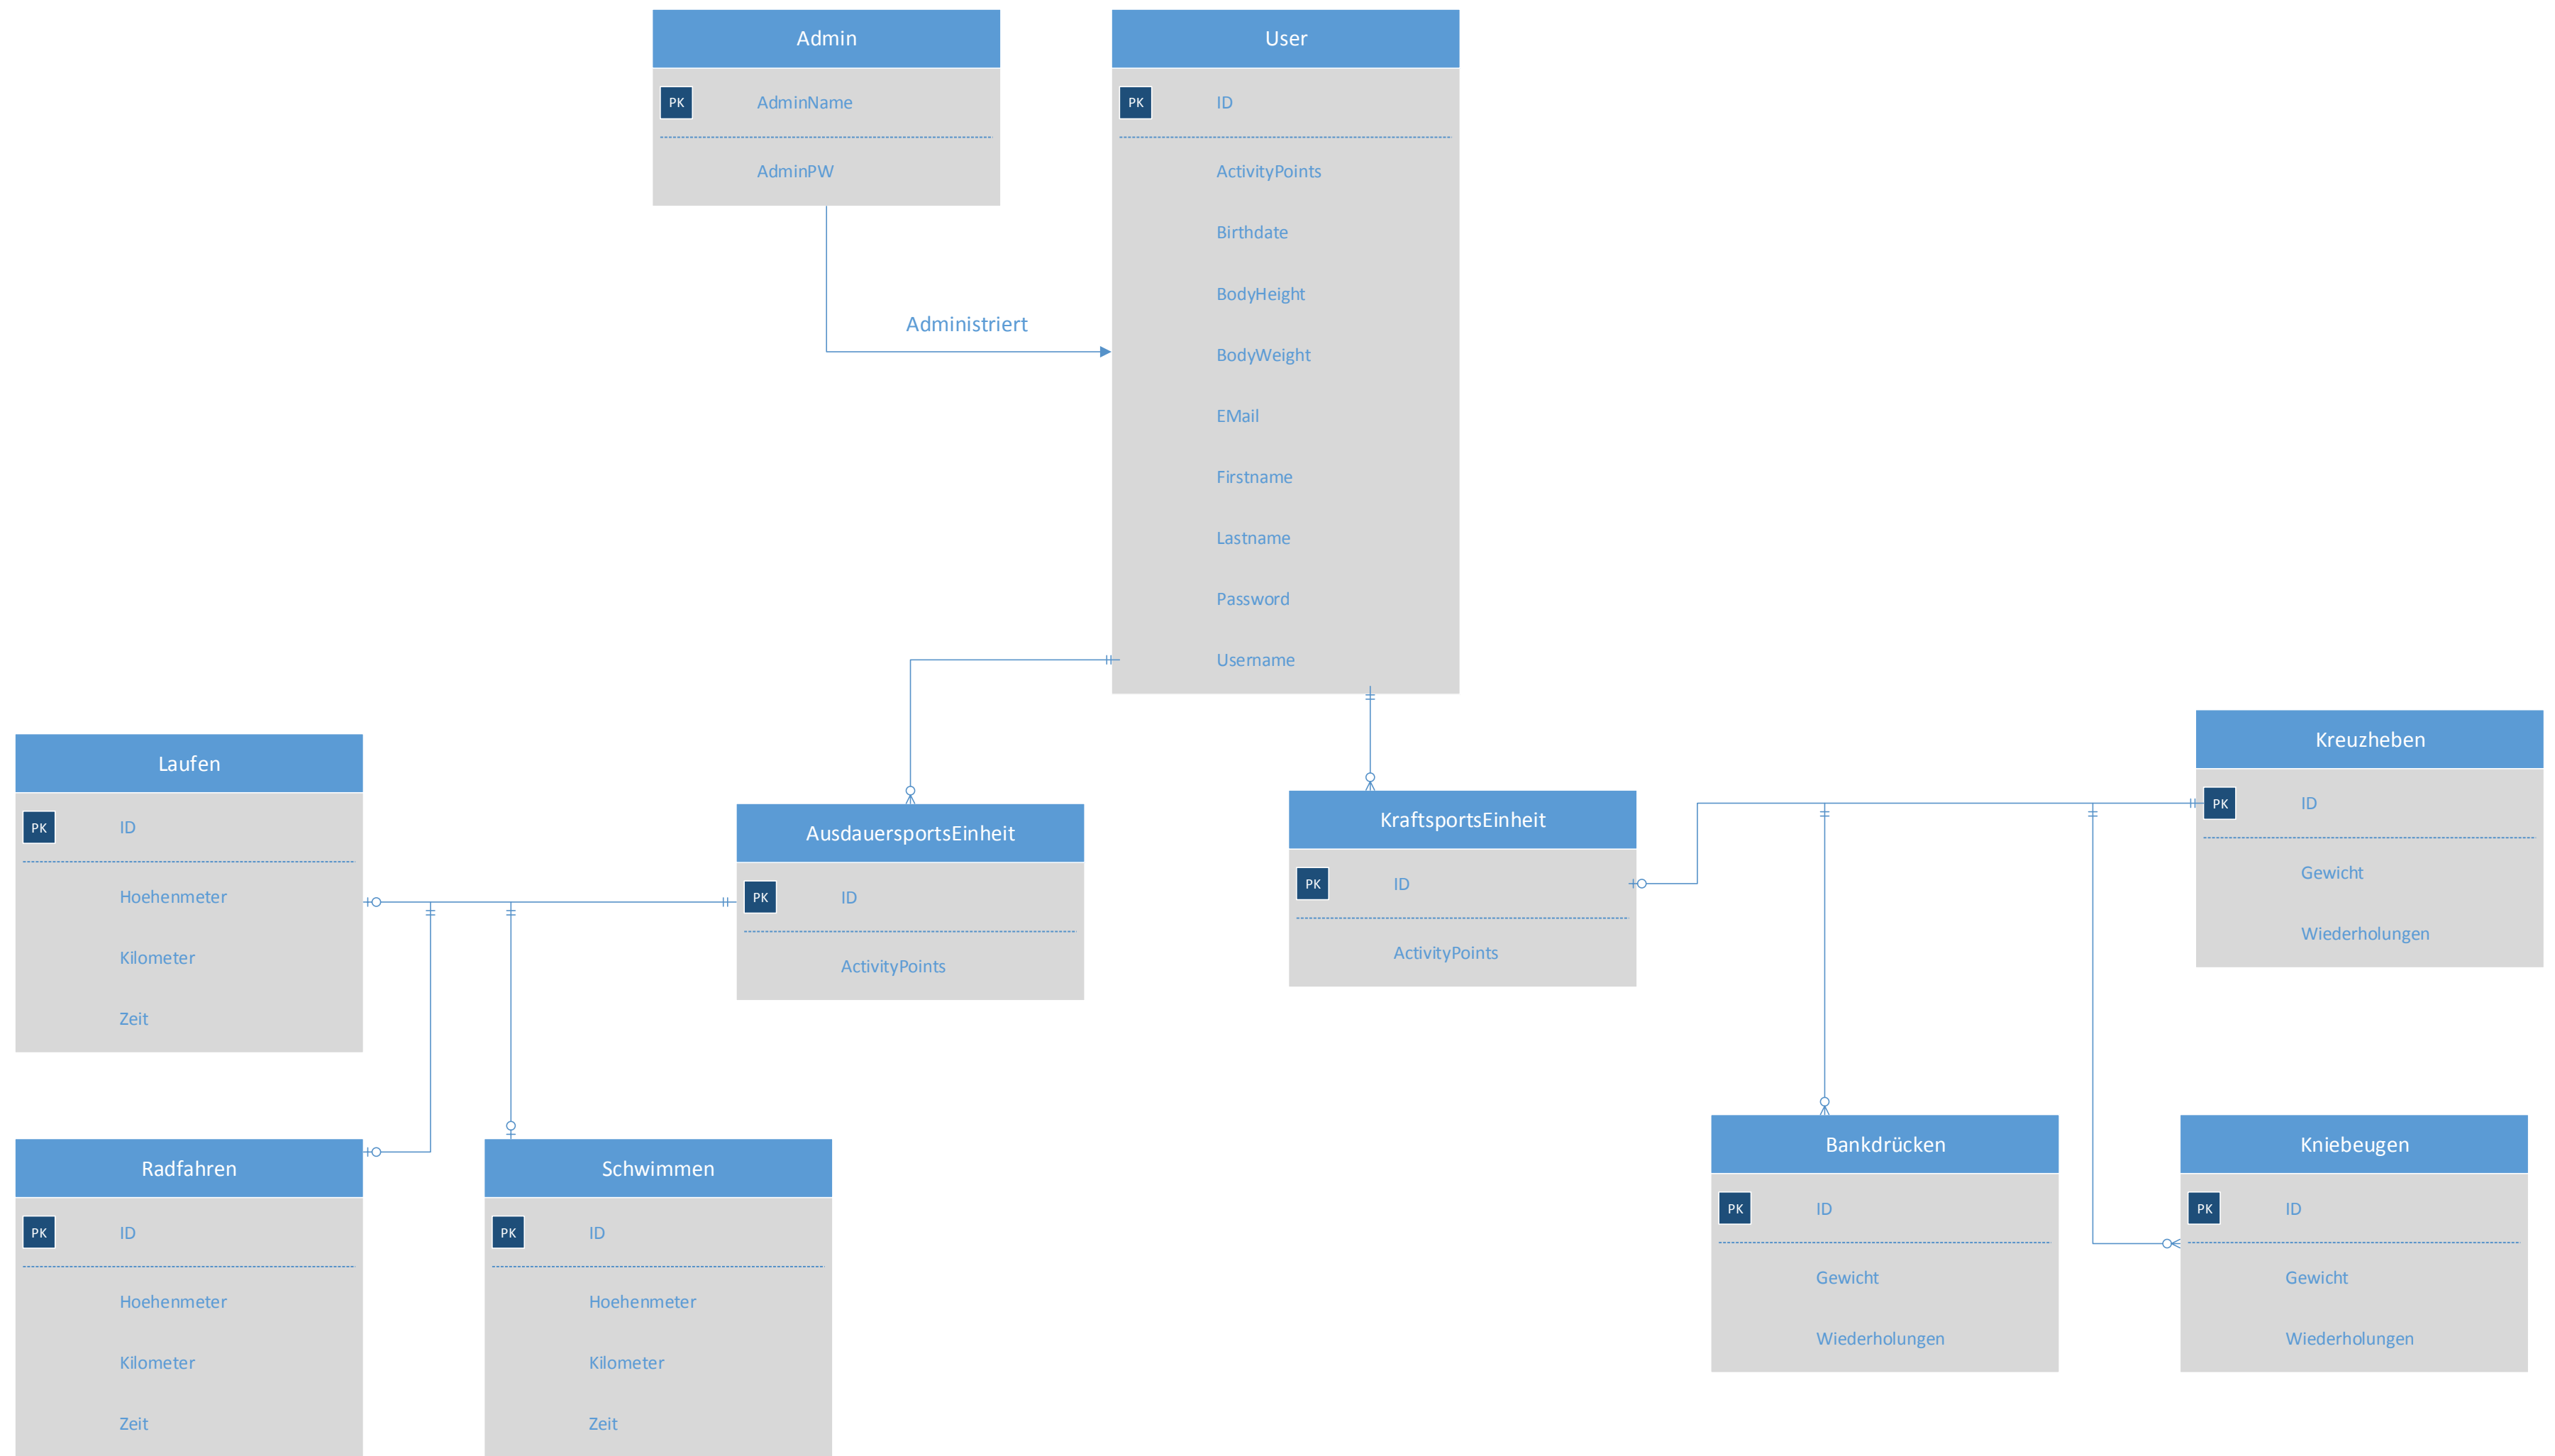 Admin
PK AdminName
AdminPW
User
PK ID
ActivityPoints
Birthdate
BodyHeight
BodyWeight
EMail
Firstname
Lastname
Password
Username
Administriert
Laufen
PK ID
Hoehenmeter
Kilometer
Zeit
AusdauersportsEinheit
PK ID
ActivityPoints
KraftsportsEinheit
PK ID
ActivityPoints
Kreuzheben
PK ID
Gewicht
Wiederholungen
Radfahren
PK ID
Hoehenmeter
Kilometer
Zeit
Schwimmen
PK ID
Hoehenmeter
Kilometer
Zeit
Bankdrücken
PK ID
Gewicht
Wiederholungen
Kniebeugen
PK ID
Gewicht
Wiederholungen